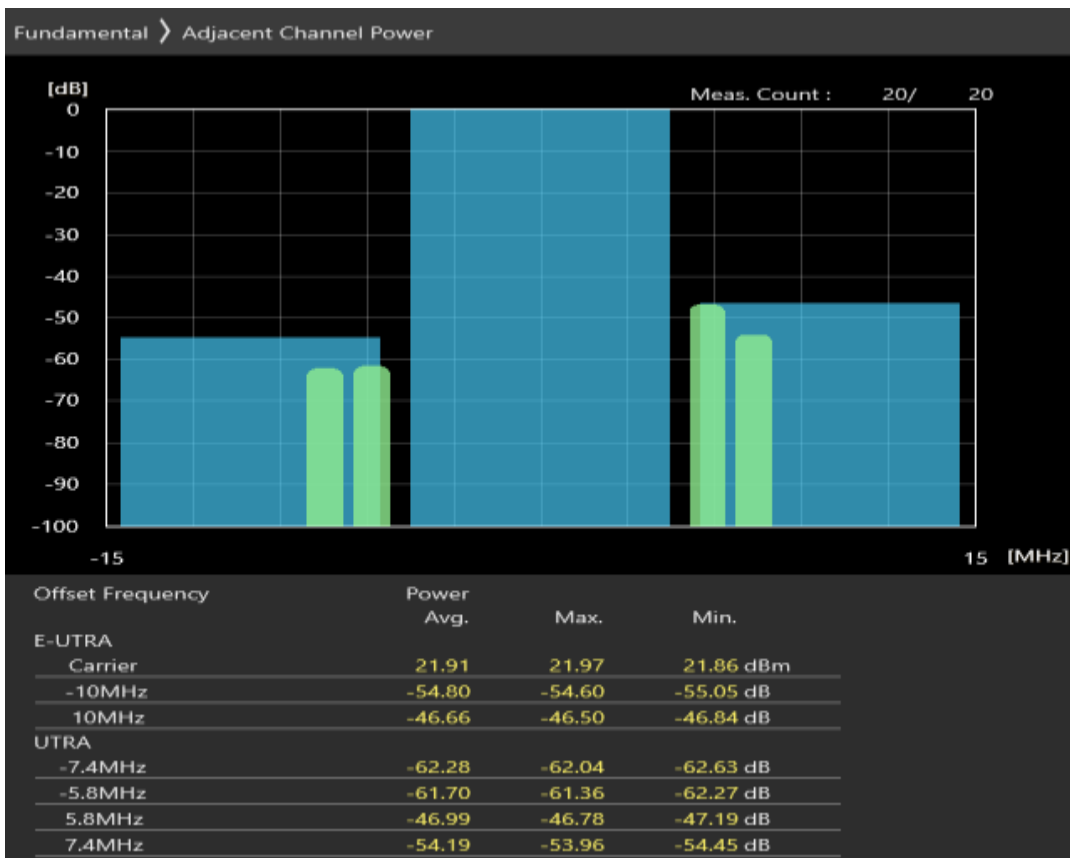 Fundamental 〉 Adjacent Channel Power
[dB]
Meas. Count : 20/ 20
0
-10
-20
-30
-40
-50
-60
-70
-80
-90
-100
-15 15 [MHz]
Offset Frequency Power
Avg. Max. Min.
E-UTRA
Carrier 21.91 21.97 21.86 dBm
-10MHz -54.80 -54.60 -55.05 dB
10MHz -46.66 -46.50 -46.84 dB
UTRA
-7.4MHz -62.28 -62.04 -62.63 dB
-5.8MHz -61.70 -61.36 -62.27 dB
5.8MHz -46.99 -46.78 -47.19 dB
7.4MHz -54.19 -53.96 -54.45 dB